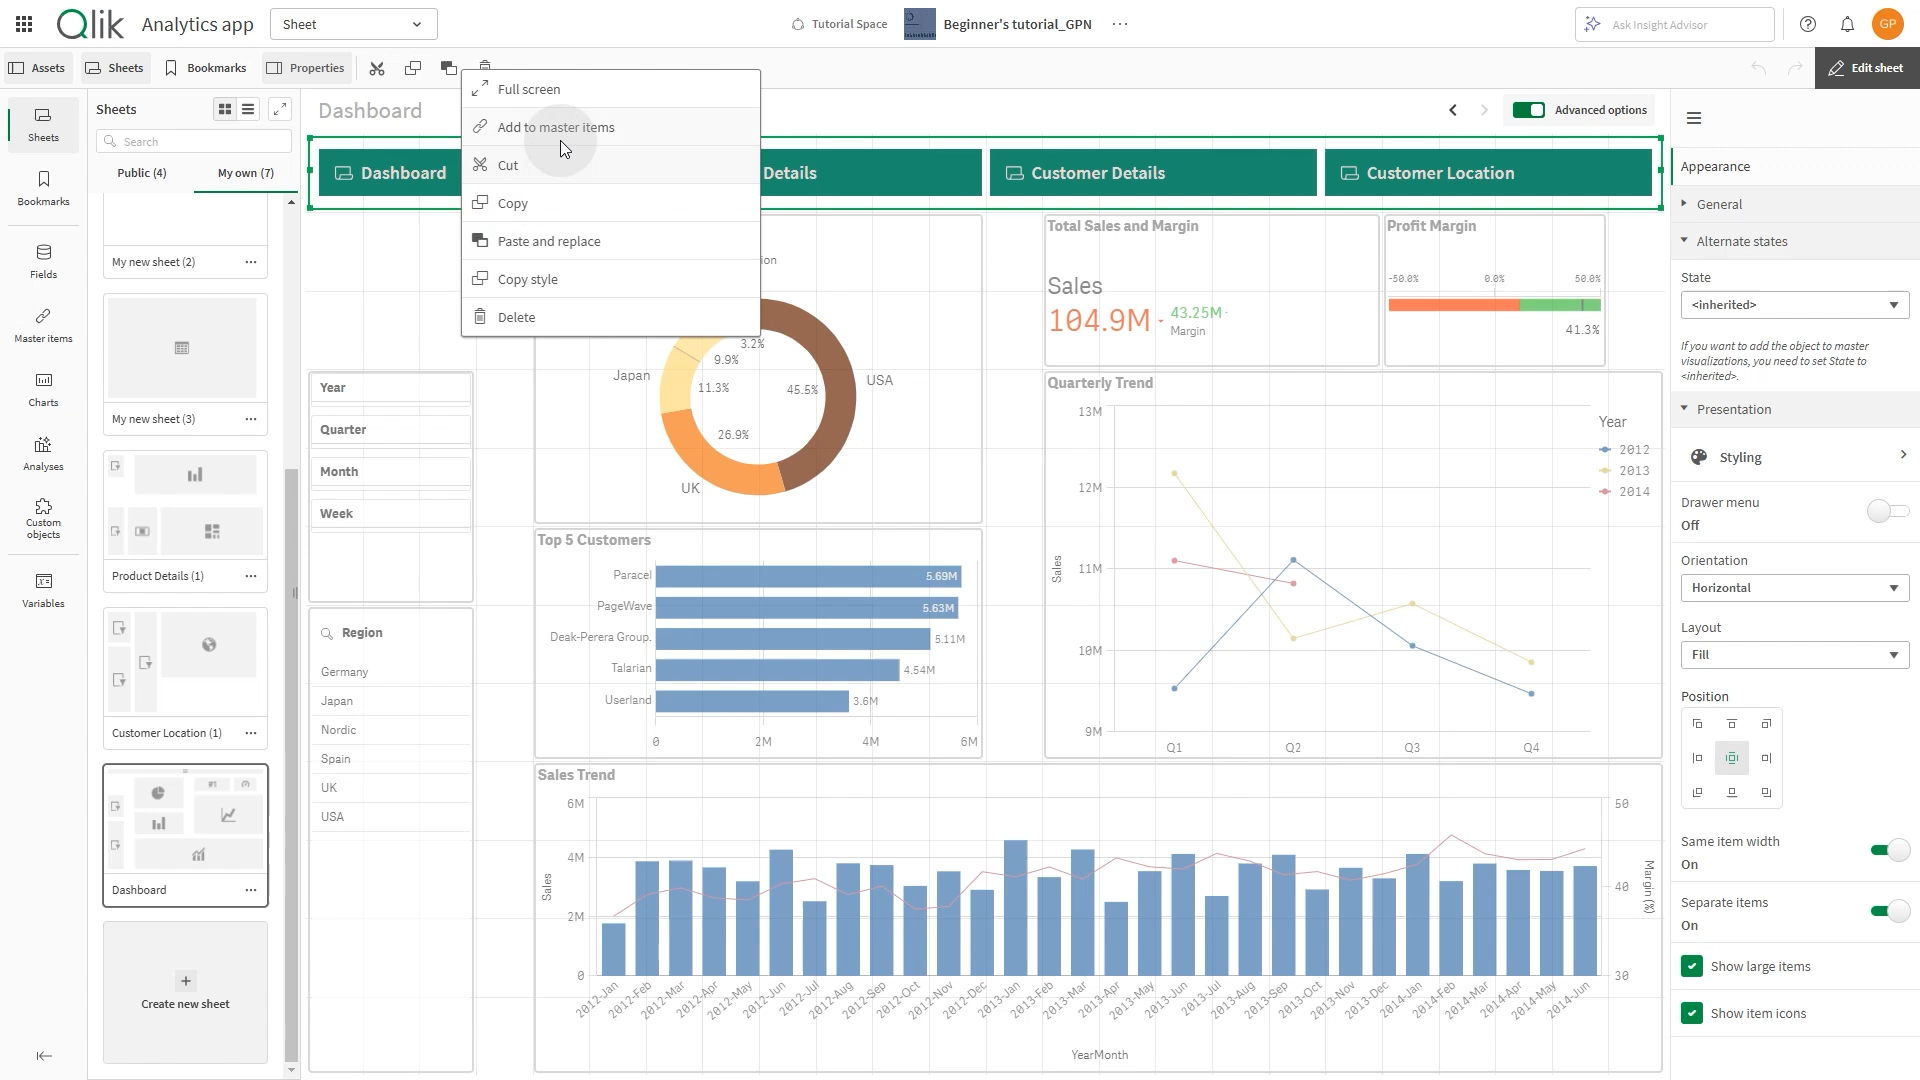 Qlik
Analytics app
Sheet
Tutorial Space
Beginner's tutorial_GPN
Ask Insight Advisor
GP
Assets
Sheets
Bookmarks
Properties
Edit sheet
Sheets
Bookmarks
Fields
Master items
Charts
Analyses
Custom
objects
Variables
Sheets
Search
Public (4)
My own (7)
My new sheet (2)
My new sheet (3)
Product Details (1)
Customer Location (1)
Dashboard
Create new sheet
Dashboard
Advanced options
Full screen
Add to master items
Cut
Copy
Paste and replace
Copy style
Delete
Dashboard
Details
Customer Details
Customer Location
Year
Quarter
Month
Week
Region
Germany
Japan
Nordic
Spain
UK
USA
ion
3.2%
9.9%
11.3%
45.5%
26.9%
Japan
USA
UK
Total Sales and Margin
Sales
104.9M
43.25M
Margin
Profit Margin
-50.0%
0.0%
50.0%
41.3%
Top 5 Customers
Paracel
5.69M
PageWave
5.63M
Deak-Perera Group.
5.11M
Talarian
4.54M
Userland
3.6M
0
2M
4M
6M
Quarterly Trend
13M
12M
11M
10M
9M
Sales
Q1
Q2
Q3
Q4
Year
2012
2013
2014
Sales Trend
6M
4M
2M
0
Sales
50
40
30
Margin (%)
2012-Jan
2012-Feb
2012-Mar
2012-Apr
2012-May
2012-Jun
2012-Jul
2012-Aug
2012-Sep
2012-Oct
2012-Nov
2012-Dec
2013-Jan
2013-Feb
2013-Mar
2013-Apr
2013-May
2013-Jun
2013-Jul
2013-Aug
2013-Sep
2013-Oct
2013-Nov
2013-Dec
2014-Jan
2014-Feb
2014-Mar
2014-Apr
2014-May
2014-Jun
YearMonth
Appearance
General
Alternate states
State
<inherited>
If you want to add the object to master
visualizations, you need to set State to
<inherited>.
Presentation
Styling
Drawer menu
Off
Orientation
Horizontal
Layout
Fill
Position
Same item width
On
Separate items
On
Show large items
Show item icons